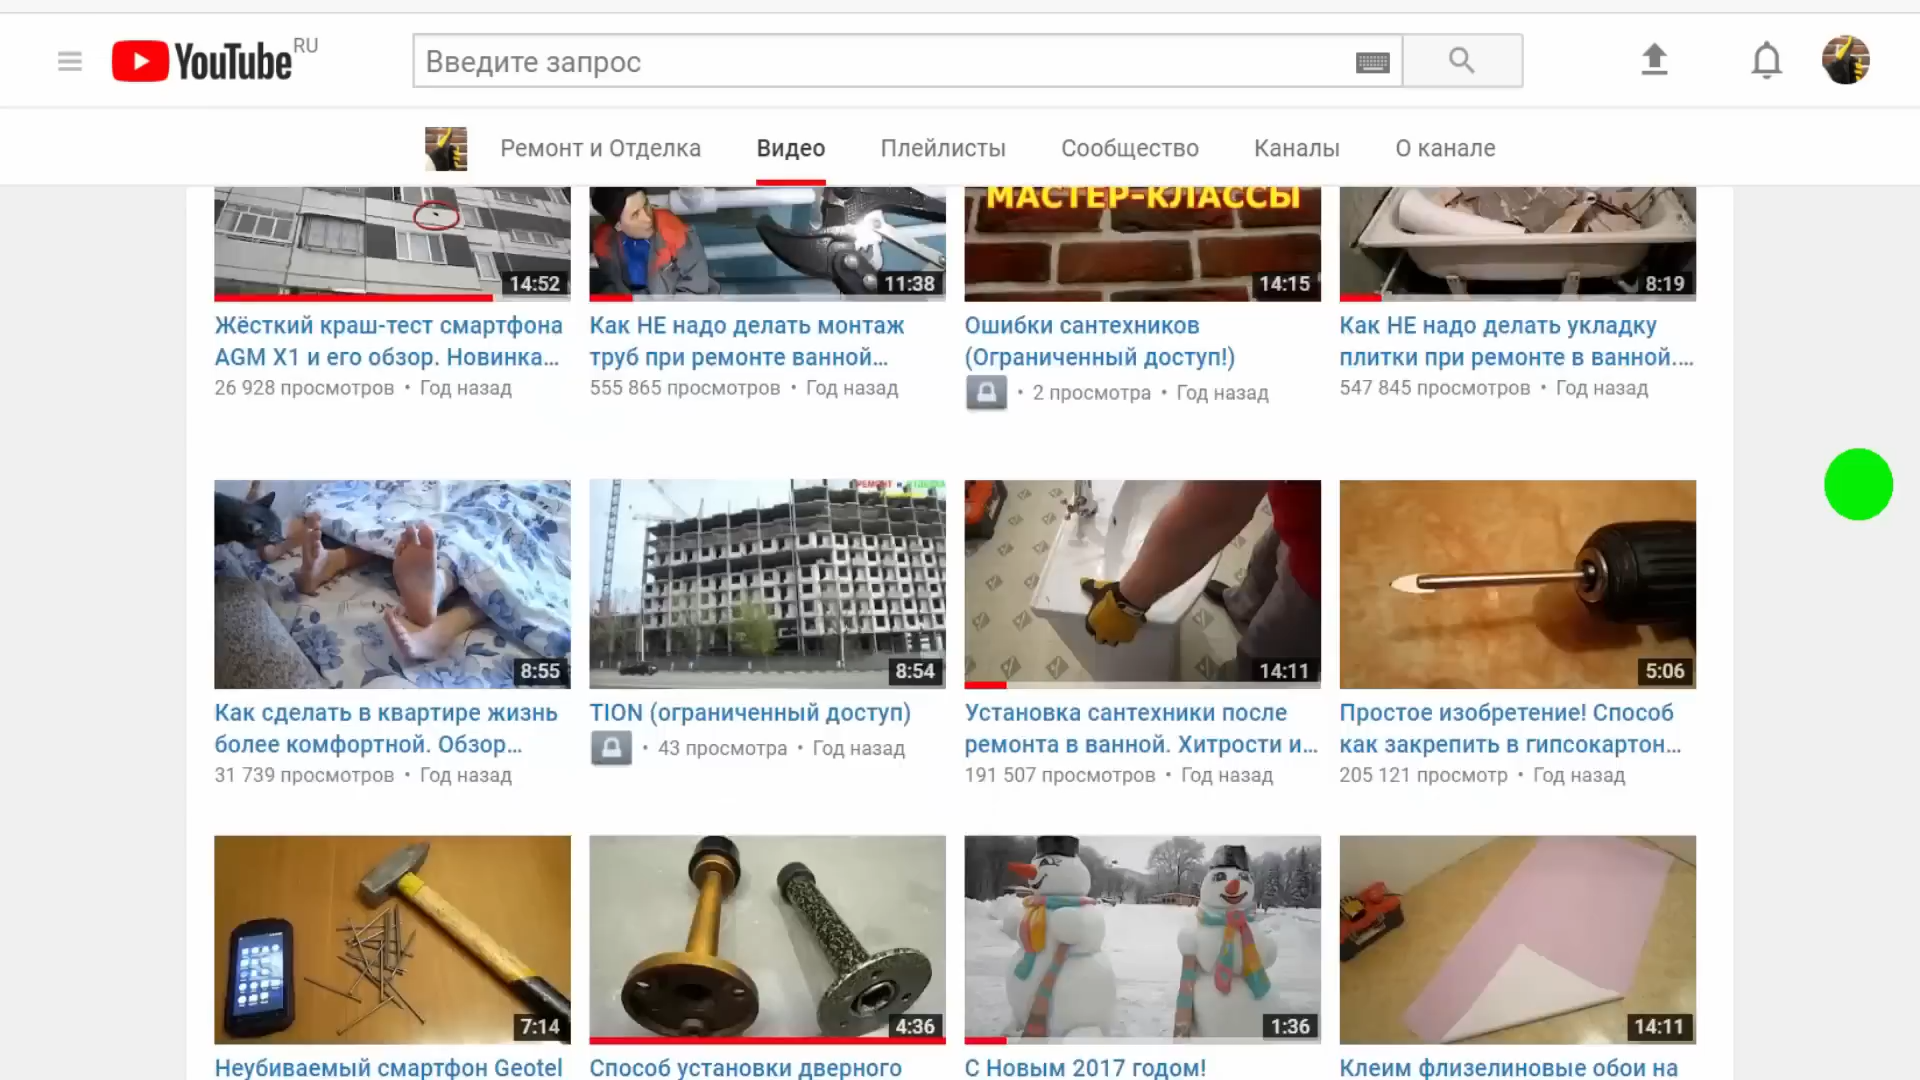 YouTube RU
Введите запрос
Ремонт и Отделка
Видео
Плейлисты
Сообщество
Каналы
О канале
МАСТЕР-КЛАССЫ
14:52
11:38
14:15
8:19
Жёсткий краш-тест смартфона
AGM X1 и его обзор. Новинка...
26 928 просмотров • Год назад
Как НЕ надо делать монтаж
труб при ремонте ванной...
555 865 просмотров • Год назад
Ошибки сантехников
(Ограниченный доступ!)
• 2 просмотра • Год назад
Как НЕ надо делать укладку
плитки при ремонте в ванной....
547 845 просмотров • Год назад
РЕМОНТ и ОТДЕЛКА
8:55
8:54
14:11
5:06
Как сделать в квартире жизнь
более комфортной. Обзор...
31 739 просмотров • Год назад
TION (ограниченный доступ)
• 43 просмотра • Год назад
Установка сантехники после
ремонта в ванной. Хитрости и...
191 507 просмотров • Год назад
Простое изобретение! Способ
как закрепить в гипсокартон...
205 121 просмотр • Год назад
7:14
4:36
1:36
14:11
Неубиваемый смартфон Geotel
Способ установки дверного
С Новым 2017 годом!
Клеим флизелиновые обои на